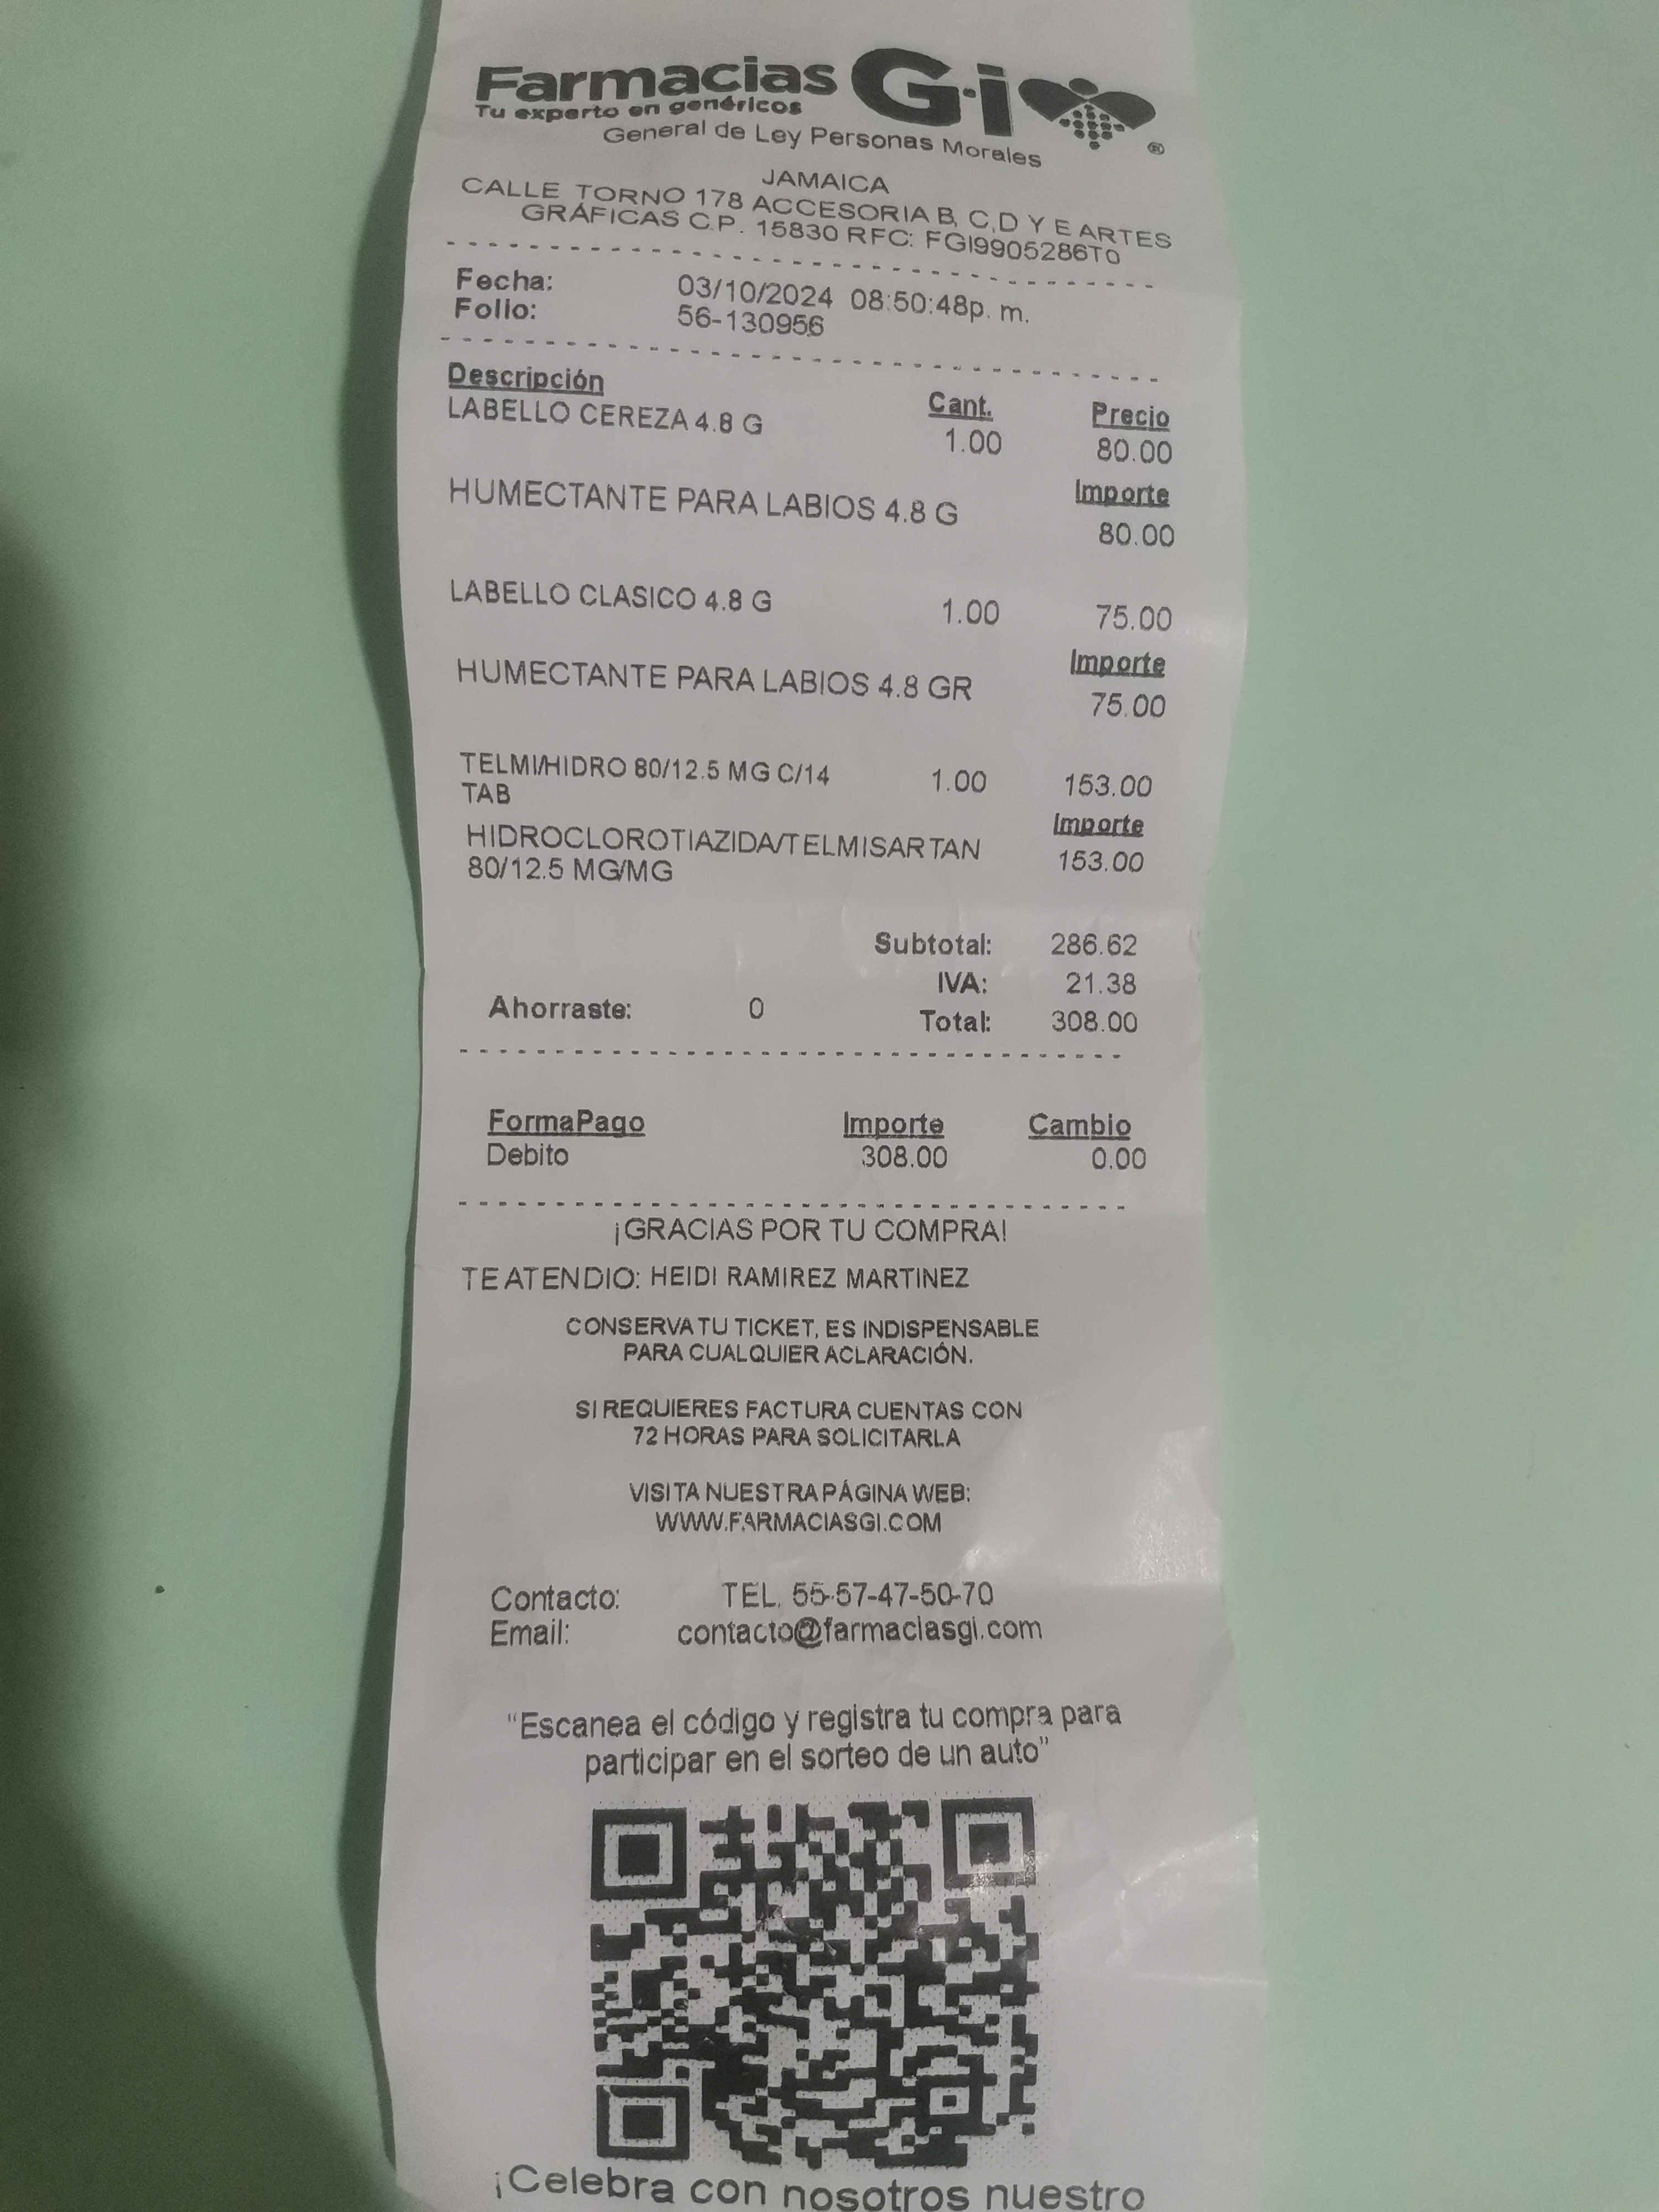 Farmacias G·i
Tu experto en genéricos ®
General de Ley Personas Morales
JAMAICA
CALLE TORNO 178 ACCESORIA B, C,D Y E ARTES
GRÁFICAS C.P. 15830 RFC: FGI9905286T0
Fecha: 03/10/2024 08:50:48p. m.
Folio: 56-130956
Descripción Cant. Precio
LABELLO CEREZA 4.8 G 1.00 80.00
Importe
HUMECTANTE PARA LABIOS 4.8 G 80.00
LABELLO CLASICO 4.8 G 1.00 75.00
Importe
HUMECTANTE PARA LABIOS 4.8 GR 75.00
TELMI/HIDRO 80/12.5 MG C/14 1.00 153.00
TAB
Importe
HIDROCLOROTIAZIDA/TELMISARTAN 153.00
80/12.5 MG/MG
Subtotal: 286.62
IVA: 21.38
Ahorraste: 0 Total: 308.00
FormaPago Importe Cambio
Debito 308.00 0.00
¡GRACIAS POR TU COMPRA!
TE ATENDIO: HEIDI RAMIREZ MARTINEZ
CONSERVA TU TICKET, ES INDISPENSABLE
PARA CUALQUIER ACLARACIÓN.
SI REQUIERES FACTURA CUENTAS CON
72 HORAS PARA SOLICITARLA
VISITA NUESTRA PÁGINA WEB:
WWW.FARMACIASGI.COM
Contacto: TEL. 55-57-47-50-70
Email: contacto@farmaciasgi.com
"Escanea el código y registra tu compra para
participar en el sorteo de un auto"
¡Celebra con nosotros nuestro